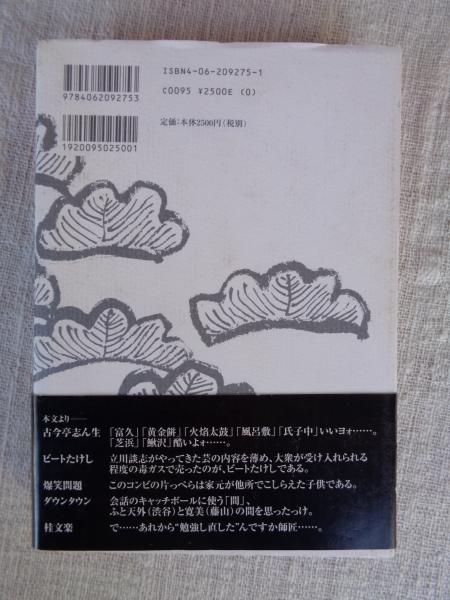 ISBN4-06-209275-1
C0095 ¥2500E (0)
9784062092753
定価:本体2500円(税別)
1920095025001
本文より——
古今亭志ん生 「富久」「黄金餅」「火焔太鼓」「風呂敷」「氏子中」いいヨォ……。
「芝浜」「鰍沢」酷いよォ……。
ビートたけし 立川談志がやってきた芸の内容を薄め、大衆が受け入れられる
程度の毒ガスで売ったのが、ビートたけしである。
爆笑問題 このコンビの片っぺらは家元が他所でこしらえた子供である。
ダウンタウン 会話のキャッチボールに使う「間」、
ふと天外(渋谷)と寛美(藤山)の間を思ったっけ。
桂文楽 で……あれから“勉強し直した”んですか師匠……。